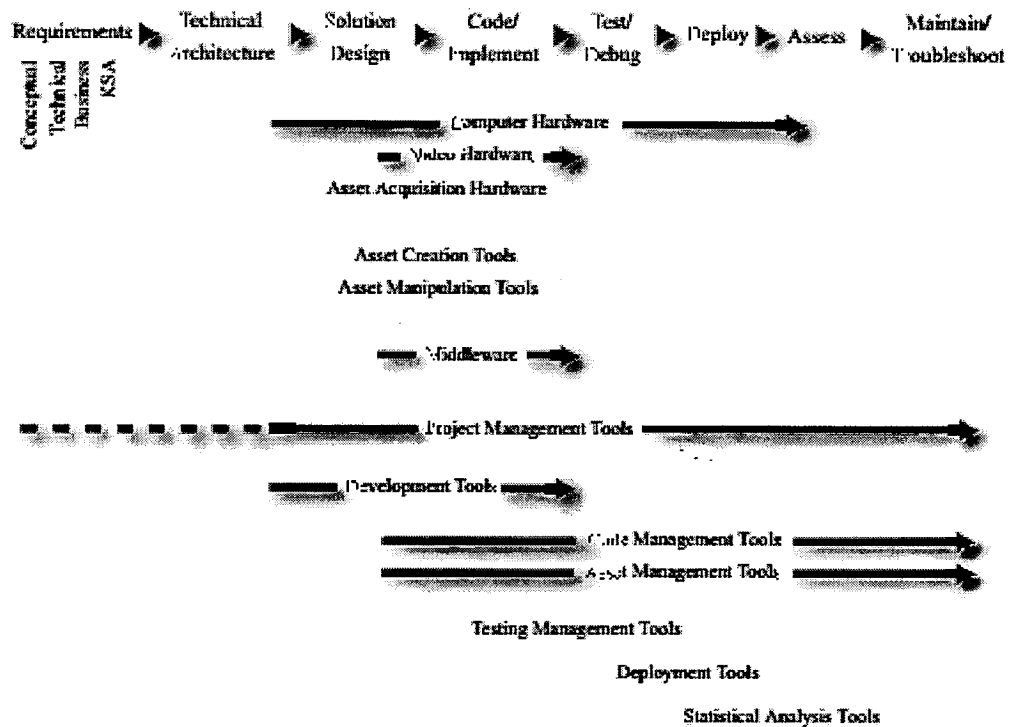 Requirements
Technical
Architecture
Solution
Design
Code/
Implement
Test/
Debug
Deploy
Assess
Maintain/
Troubleshoot
Conceptual
Technical
Business
KSA
Computer Hardware
Video Hardware
Asset Acquisition Hardware
Asset Creation Tools
Asset Manipulation Tools
Middleware
Project Management Tools
Development Tools
Code Management Tools
Asset Management Tools
Testing Management Tools
Deployment Tools
Statistical Analysis Tools